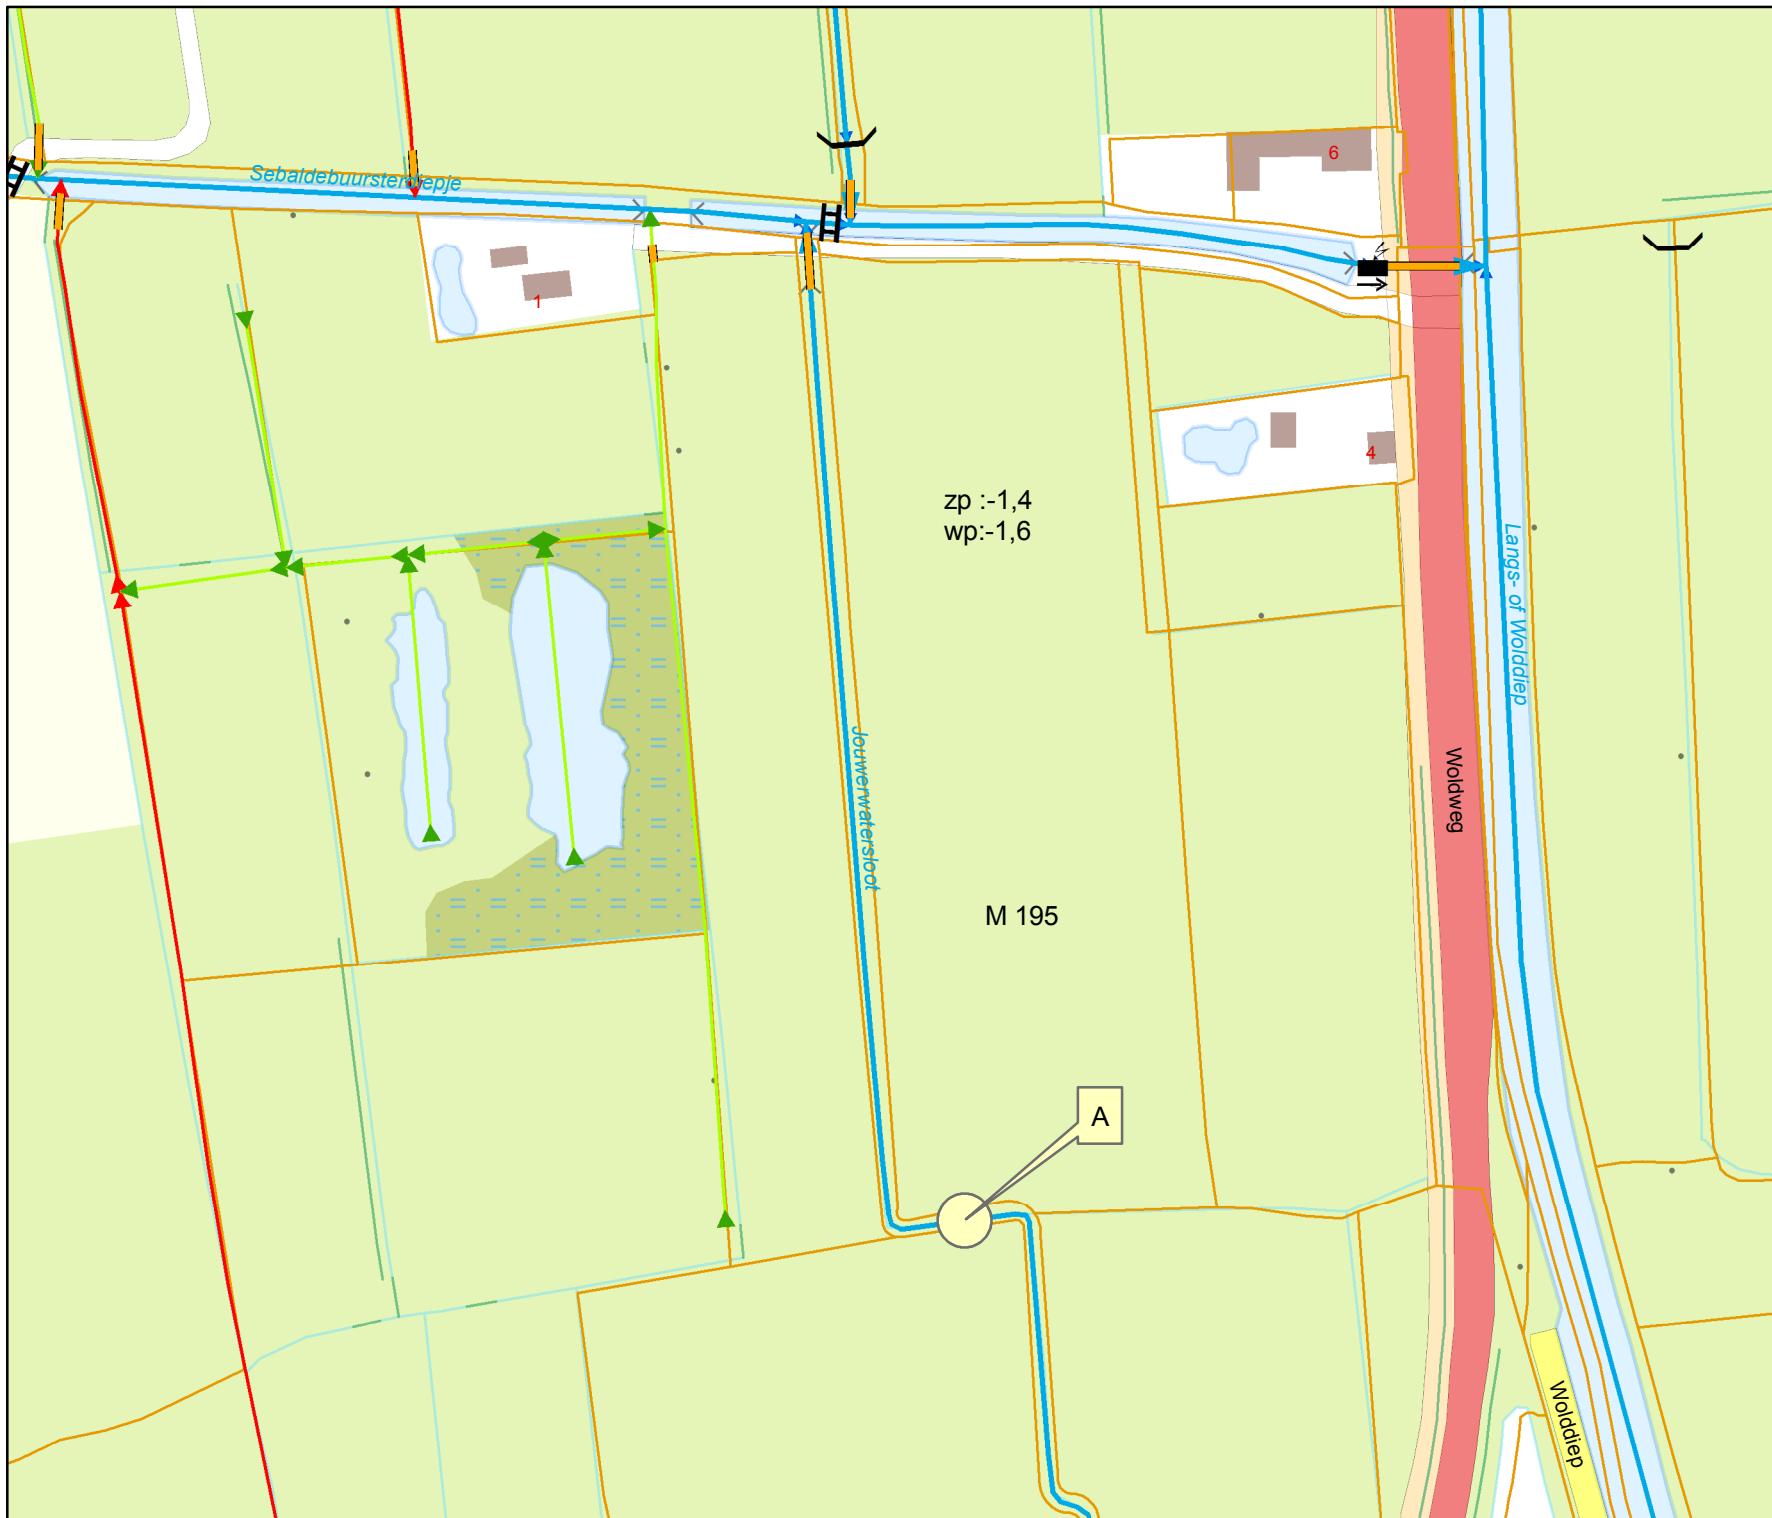 6
Sebaldebuursterdiepje
1
4
zp :-1,4
wp:-1,6
Langs- of Wolddiep
Jouwerwatersloot
Woldweg
M 195
A
Wolddiep